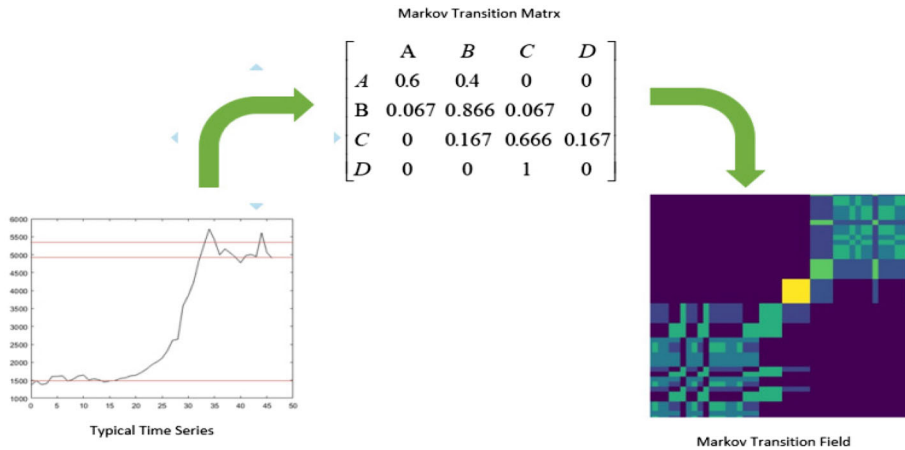 Markov Transition Matrx
A B C D
A 0.6 0.4 0 0
B 0.067 0.866 0.067 0
C 0 0.167 0.666 0.167
D 0 0 1 0
6000
5500
5000
4500
4000
3500
3000
2500
2000
1500
1000
0 5 10 15 20 25 30 35 40 45 50
Typical Time Series
Markov Transition Field